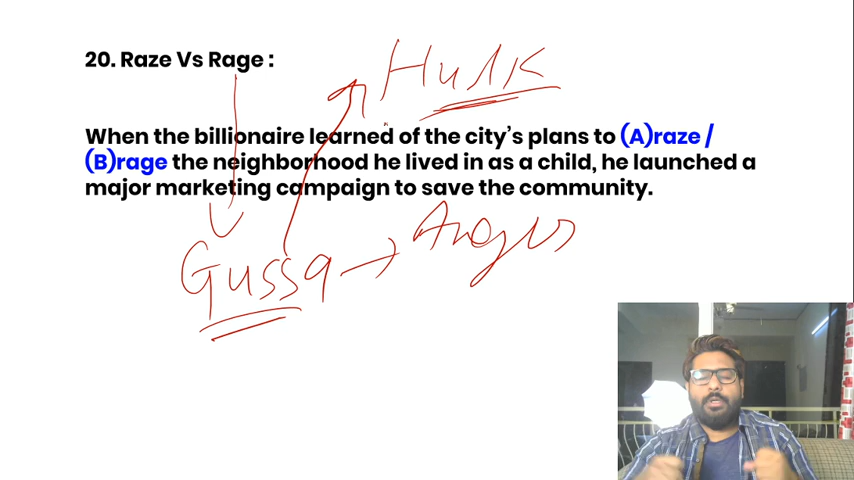 20. Raze Vs Rage :
Hulk
When the billionaire learned of the city's plans to (A)raze /
(B)rage the neighborhood he lived in as a child, he launched a
major marketing campaign to save the community.
Gussa → Anger